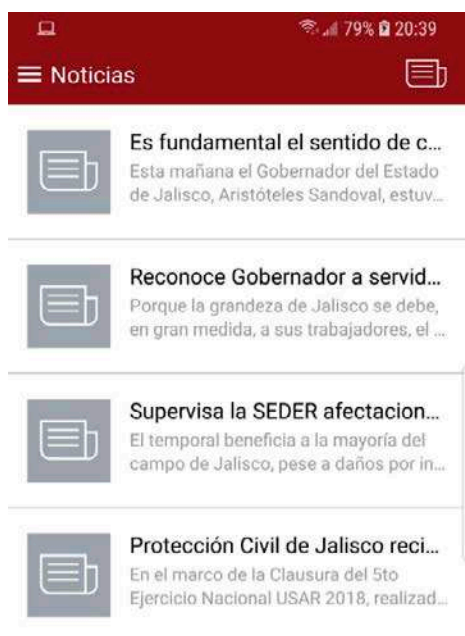 79% 20:39
Noticias
Es fundamental el sentido de c...
Esta mañana el Gobernador del Estado
de Jalisco, Aristóteles Sandoval, estuv...
Reconoce Gobernador a servid...
Porque la grandeza de Jalisco se debe,
en gran medida, a sus trabajadores, el ...
Supervisa la SEDER afectacion...
El temporal beneficia a la mayoría del
campo de Jalisco, pese a daños por in...
Protección Civil de Jalisco reci...
En el marco de la Clausura del 5to
Ejercicio Nacional USAR 2018, realizad...